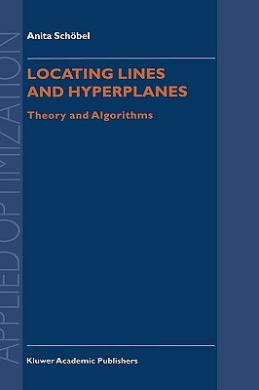 Anita Schöbel
LOCATING LINES
AND HYPERPLANES
Theory and Algorithms
APPLIED OPTIMIZATION
Kluwer Academic Publishers